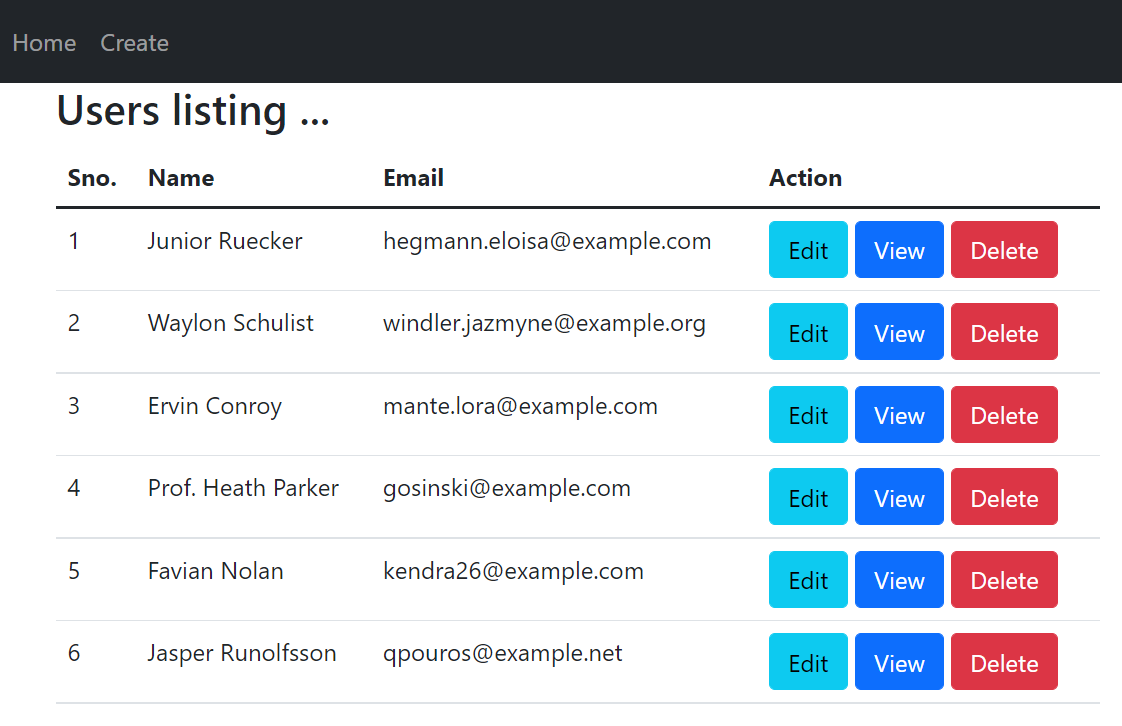 Home Create
Users listing ...
Sno. Name Email Action
1 Junior Ruecker hegmann.eloisa@example.com Edit View Delete
2 Waylon Schulist windler.jazmyne@example.org Edit View Delete
3 Ervin Conroy mante.lora@example.com Edit View Delete
4 Prof. Heath Parker gosinski@example.com Edit View Delete
5 Favian Nolan kendra26@example.com Edit View Delete
6 Jasper Runolfsson qpouros@example.net Edit View Delete